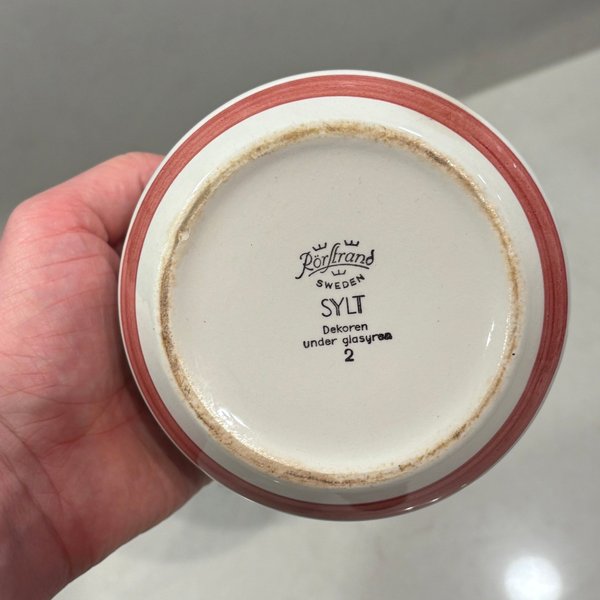 Rörstrand
SWEDEN
SYLT
Dekoren
under glasyren
2